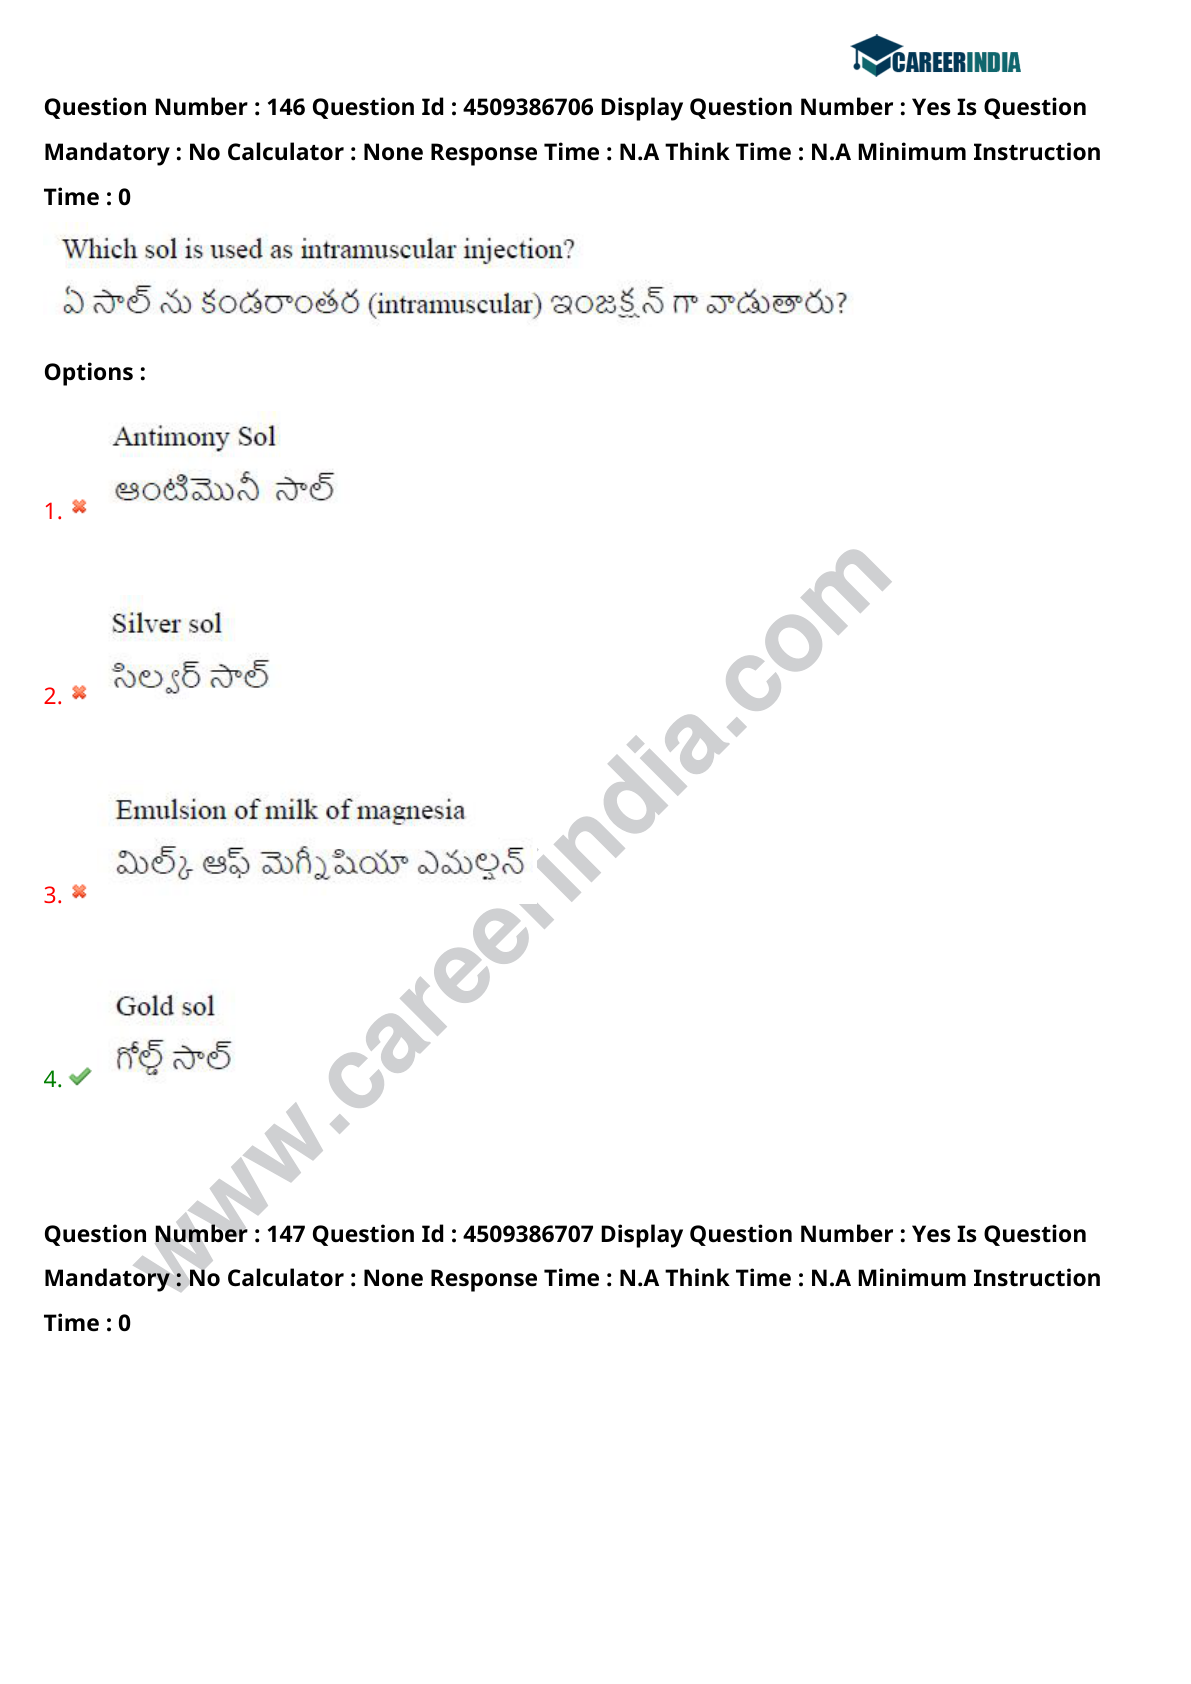 CAREERINDIA
Question Number : 146 Question Id : 4509386706 Display Question Number : Yes Is Question
Mandatory : No Calculator : None Response Time : N.A Think Time : N.A Minimum Instruction
Time : 0
Which sol is used as intramuscular injection?
ఏ సాల్ ను కండరాంతర (intramuscular) ఇంజక్షన్ గా వాడుతారు?
Options :
Antimony Sol
ఆంటిమొనీ సాల్
1.
Silver sol
సిల్వర్ సాల్
2.
Emulsion of milk of magnesia
మిల్క్ ఆఫ్ మెగ్నీషియా ఎమల్షన్
3.
Gold sol
గోల్డ్ సాల్
4.
www.careerindia.com
Question Number : 147 Question Id : 4509386707 Display Question Number : Yes Is Question
Mandatory : No Calculator : None Response Time : N.A Think Time : N.A Minimum Instruction
Time : 0